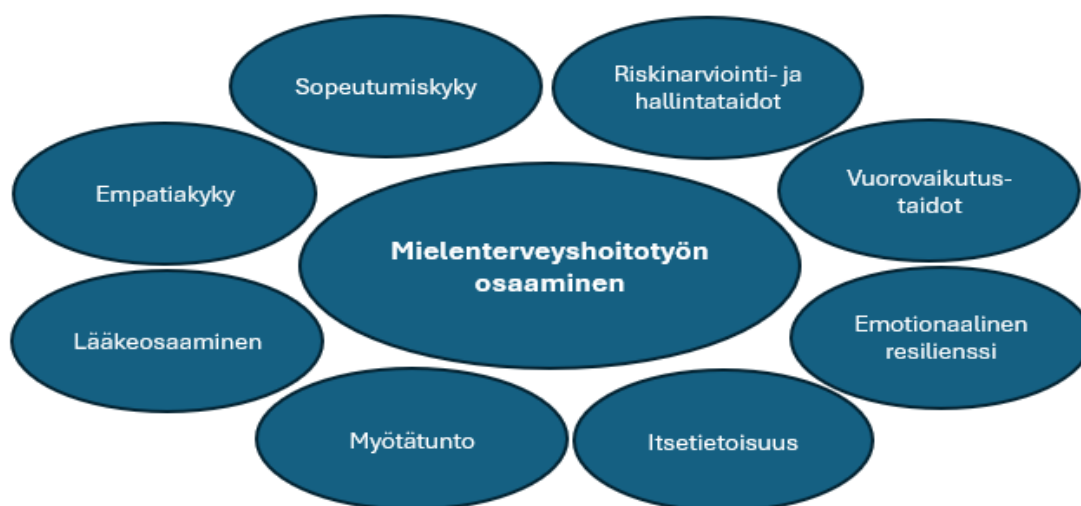 Sopeutumiskyky
Riskinarviointi- ja
hallintataidot
Empatiakyky
Vuorovaikutus-
taidot
Mielenterveyshoitotyön
osaaminen
Lääkeosaaminen
Emotionaalinen
resilienssi
Myötätunto
Itsetietoisuus